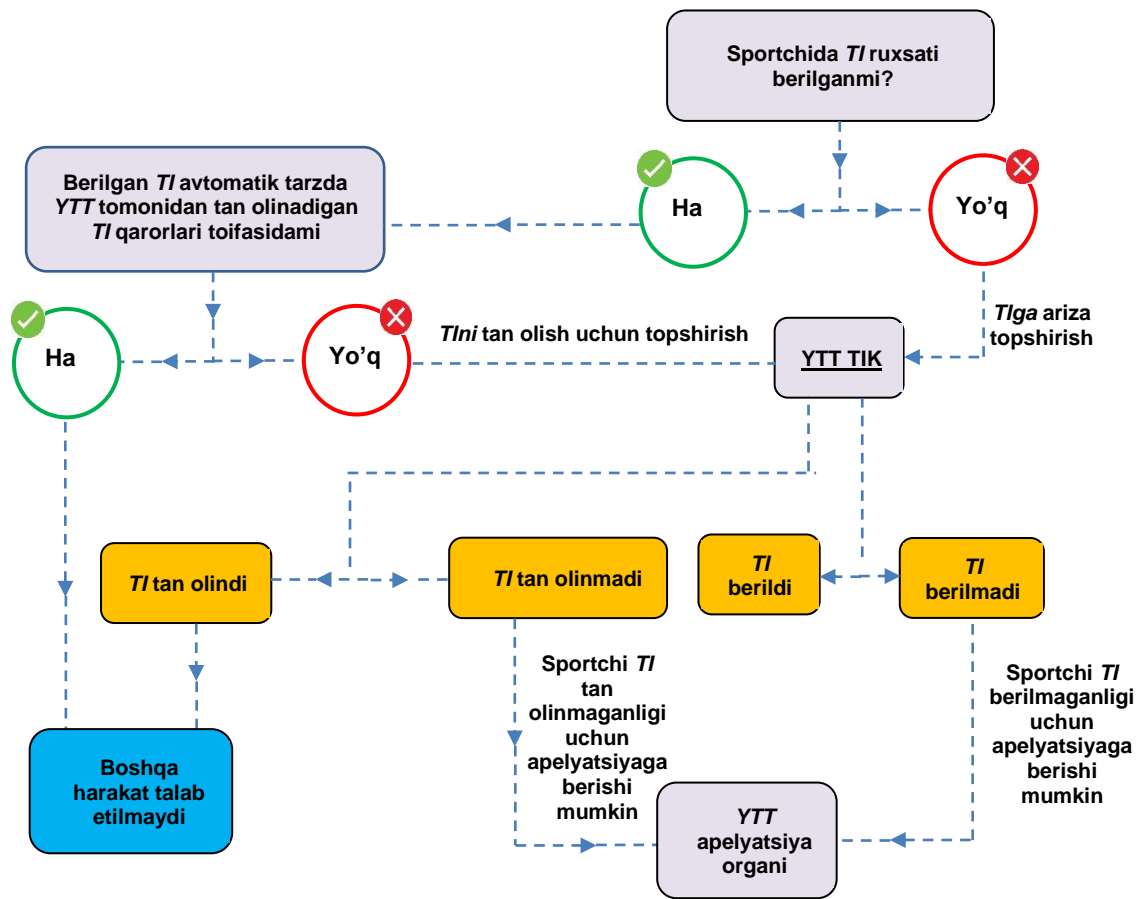 Sportchida TI ruxsati
berilganmi?
Berilgan TI avtomatik tarzda
YTT tomonidan tan olinadigan
TI qarorlari toifasidami
Ha
Yo’q
Ha
Yo’q
TIni tan olish uchun topshirish
YTT TIK
TIga ariza
topshirish
TI tan olindi
TI tan olinmadi
TI
berildi
TI
berilmadi
Sportchi TI
tan
olinmaganligi
uchun
apelyatsiyaga
berishi
mumkin
Sportchi TI
berilmaganligi
uchun
apelyatsiyaga
berishi
mumkin
Boshqa
harakat talab
etilmaydi
YTT
apelyatsiya
organi